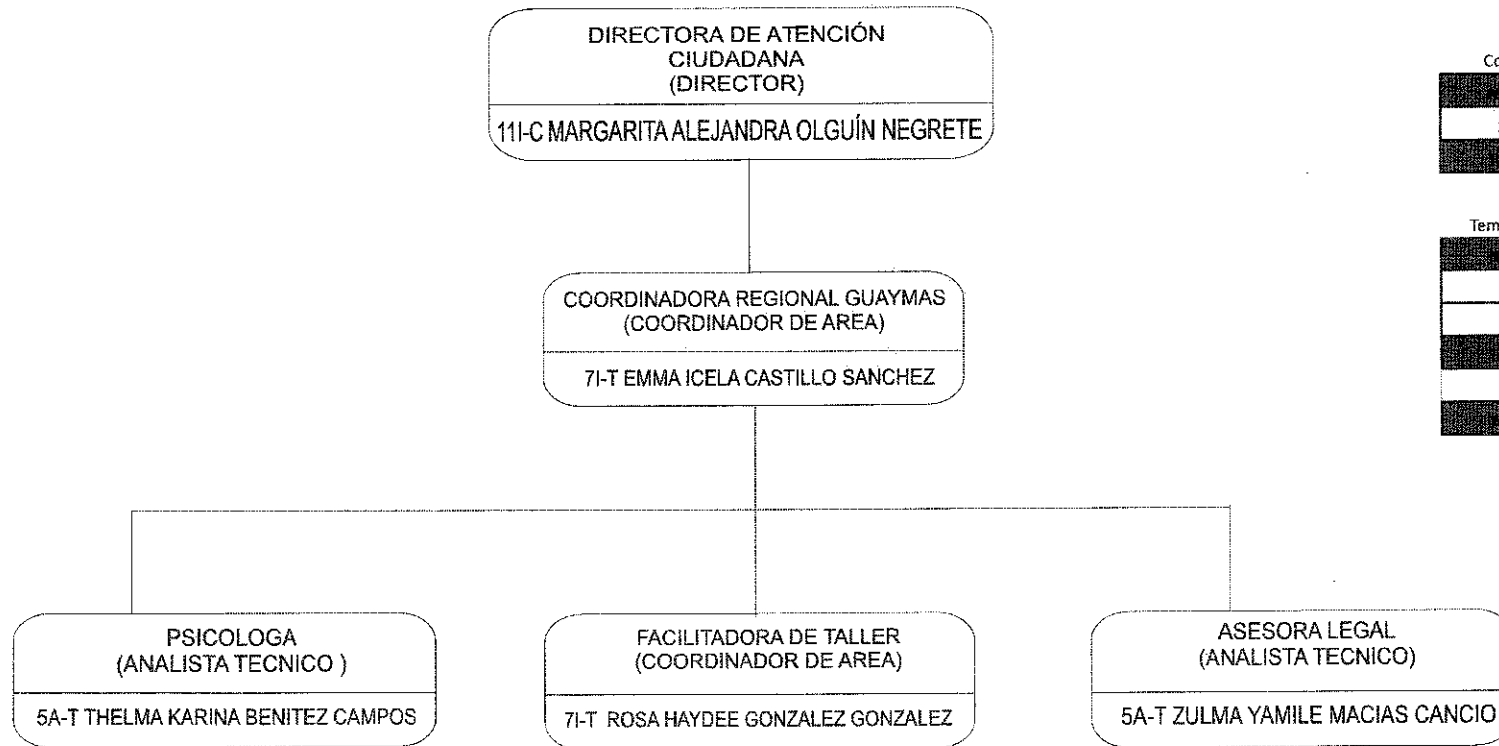 DIRECTORA DE ATENCIÓN
CIUDADANA
(DIRECTOR)
11I-C MARGARITA ALEJANDRA OLGUÍN NEGRETE
COORDINADORA REGIONAL GUAYMAS
(COORDINADOR DE AREA)
7I-T EMMA ICELA CASTILLO SANCHEZ
PSICOLOGA
(ANALISTA TECNICO )
5A-T THELMA KARINA BENITEZ CAMPOS
FACILITADORA DE TALLER
(COORDINADOR DE AREA)
7I-T ROSA HAYDEE GONZALEZ GONZALEZ
ASESORA LEGAL
(ANALISTA TECNICO)
5A-T ZULMA YAMILE MACIAS CANCIO
Co
Tem